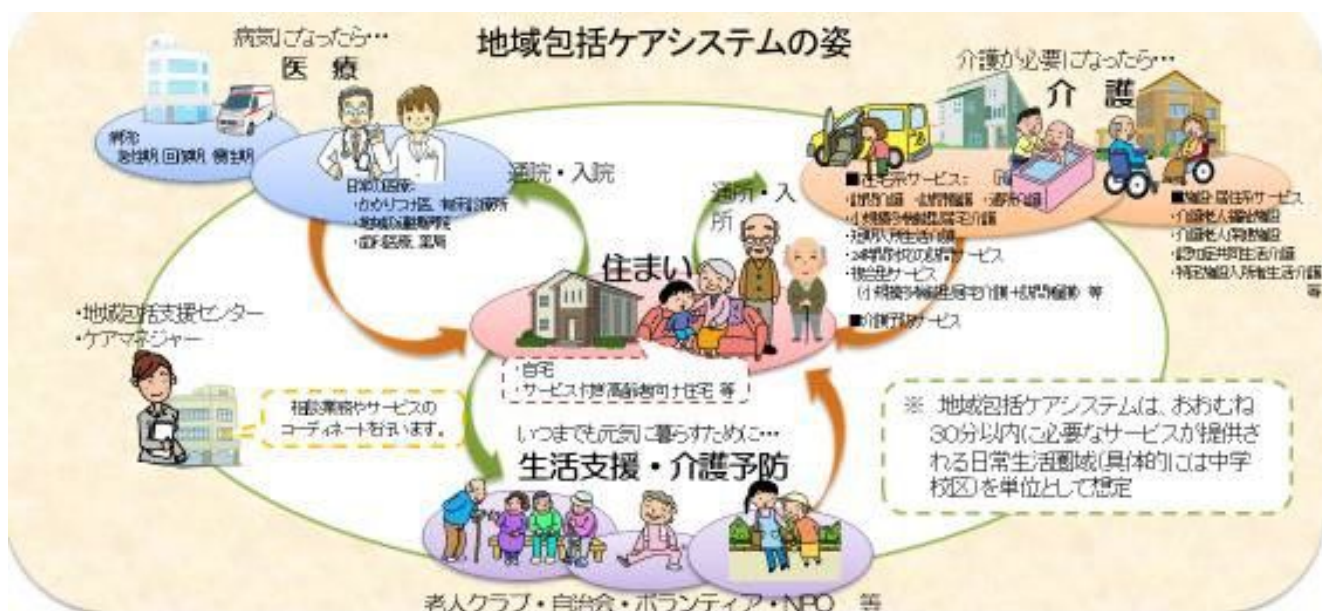 地域包括ケアシステムの姿
病気になったら…
医 療
病院:
急性期、回復期、慢性期
日常の医療:
・かかりつけ医、有床診療所
・地域の連携病院
・歯科医療、薬局
通院・入院
通所・入
所
介護が必要になったら…
介 護
■在宅系サービス:
・訪問介護 ・訪問看護 ・通所介護
・小規模多機能型居宅介護
・短期入所生活介護
・24時間対応の訪問サービス
・複合型サービス
(小規模多機能型居宅介護+訪問看護) 等
■介護予防サービス
■施設・居住系サービス
・介護老人福祉施設
・介護老人保健施設
・認知症共同生活介護
・特定施設入所者生活介護
等
住まい
・自宅
・サービス付き高齢者向け住宅 等
・地域包括支援センター
・ケアマネジャー
相談業務やサービスの
コーディネートを行います。
いつまでも元気に暮らすために…
生活支援・介護予防
老人クラブ・自治会・ボランティア・NPO 等
※ 地域包括ケアシステムは、おおむね
30分以内に必要なサービスが提供さ
れる日常生活圏域(具体的には中学
校区)を単位として想定